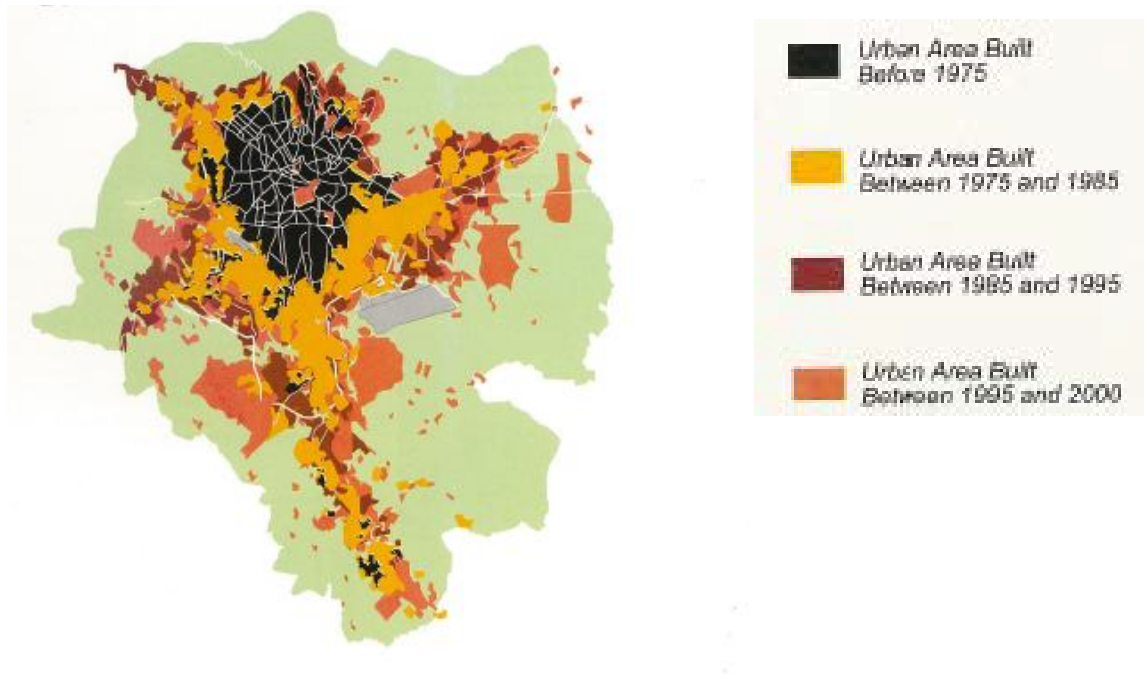 Urban Area Built
Before 1975
Urban Area Built
Between 1975 and 1985
Urban Area Built
Between 1985 and 1995
Urban Area Built
Between 1995 and 2000